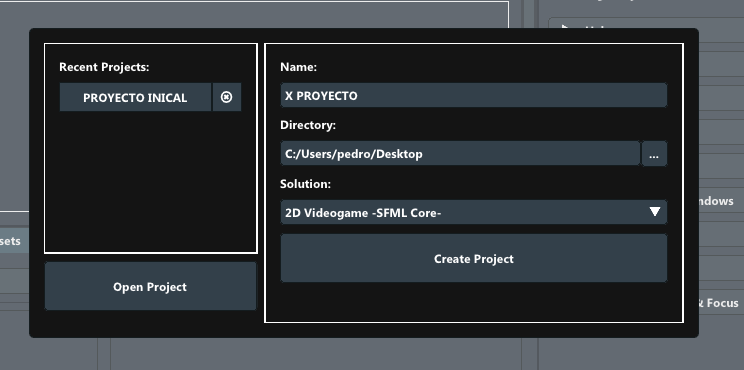 Recent Projects:
PROYECTO INICAL
Open Project
Name:
X PROYECTO
Directory:
C:/Users/pedro/Desktop
...
Solution:
2D Videogame -SFML Core-
Create Project
sets
ndows
& Focus